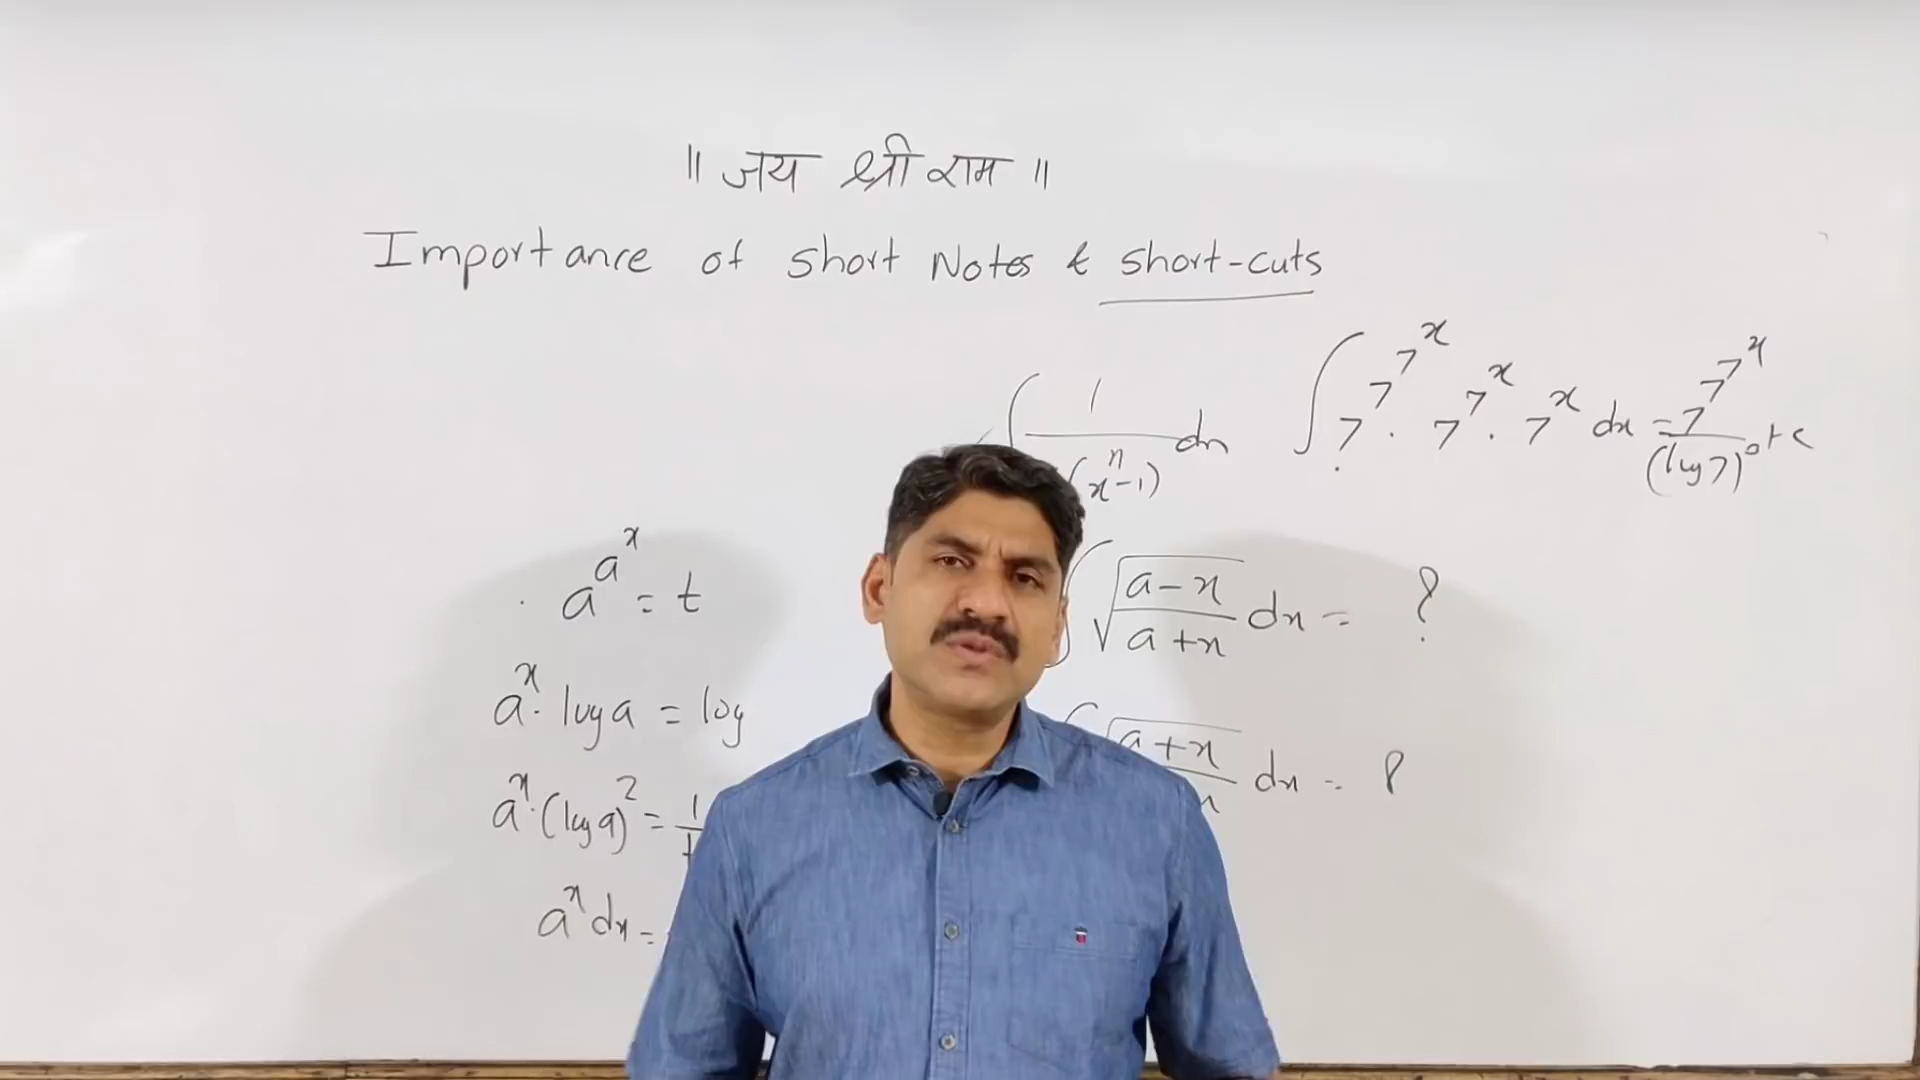 ॥ जय श्री राम ॥
Importance of short Notes & short-cuts
∫ 1/(xⁿ-1) dx
∫ 7^7^7^x · 7^7^x · 7^x dx = 7^7^7^x/(log 7)^0 + c
a^a^x = t
a^x · log a = log
a^x · (log a)^2 = 1/t
a^x dx =
∫ √(a-x/a+x) dx = ?
√ a+x dx = ?